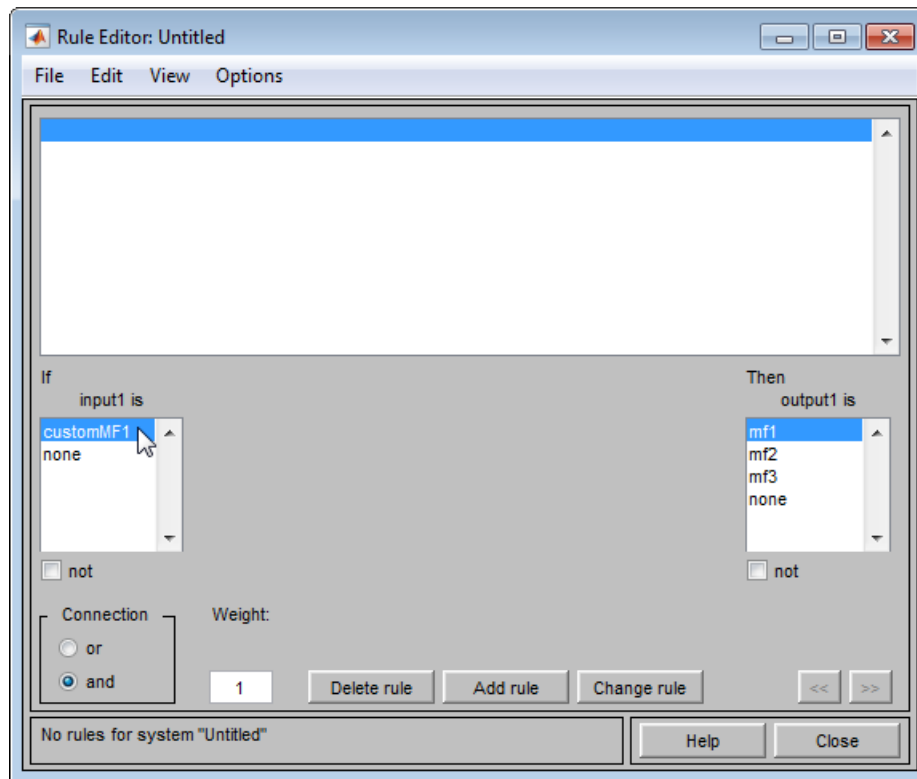 Rule Editor: Untitled
File Edit View Options
If
Then
input1 is
output1 is
customMF1
none
mf1
mf2
mf3
none
not
not
Connection
Weight:
or
and
1
Delete rule
Add rule
Change rule
<<
>>
No rules for system "Untitled"
Help
Close